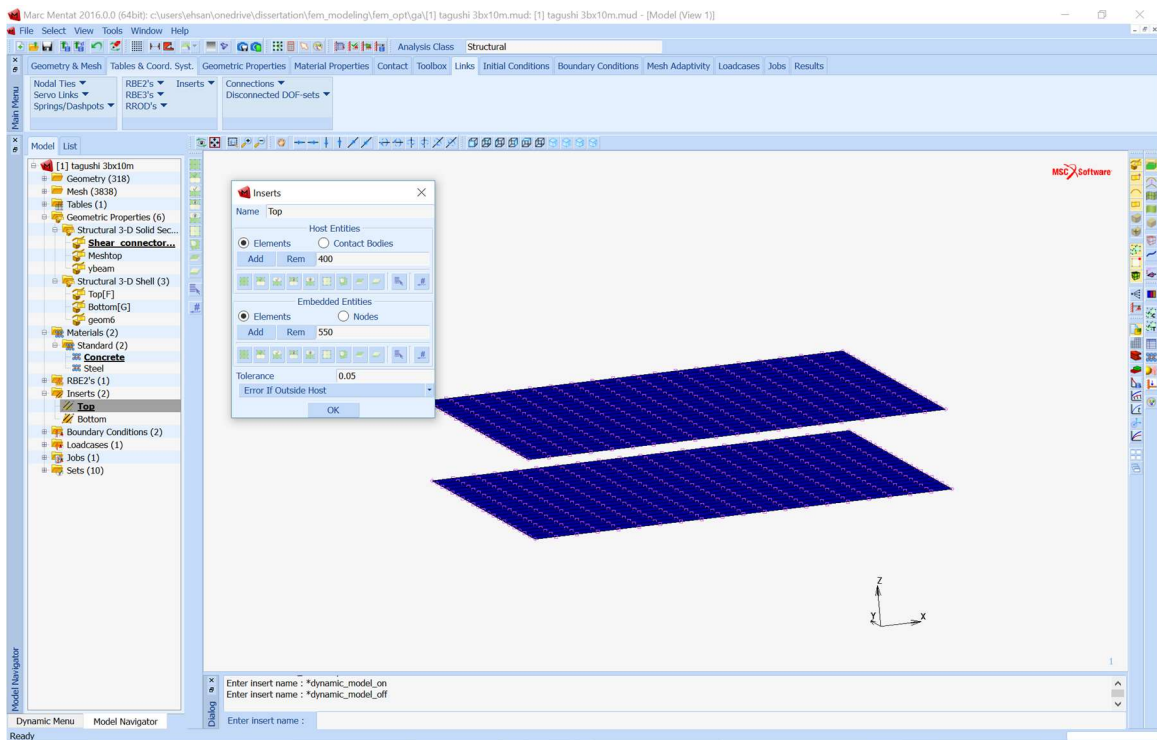 Marc Mentat 2016.0.0 (64bit): c:\users\ehsan\onedrive\dissertation\fem_modeling\fem_opt\ga\[1] tagushi 3bx10m.mud: [1] tagushi 3bx10m.mud - [Model (View 1)]
File Select View Tools Window Help
Analysis Class Structural
Geometry & Mesh Tables & Coord. Syst. Geometric Properties Material Properties Contact Toolbox Links Initial Conditions Boundary Conditions Mesh Adaptivity Loadcases Jobs Results
Main Menu
Nodal Ties RBE2's Inserts Connections
Servo Links RBE3's Disconnected DOF-sets
Springs/Dashpots RROD's
Model List
[1] tagushi 3bx10m
Geometry (318)
Mesh (3838)
Tables (1)
Geometric Properties (6)
Structural 3-D Solid Sec...
Shear_connector...
Meshtop
ybeam
Structural 3-D Shell (3)
Top[F]
Bottom[G]
geom6
Materials (2)
Standard (2)
Concrete
Steel
RBE2's (1)
Inserts (2)
Top
Bottom
Boundary Conditions (2)
Loadcases (1)
Jobs (1)
Sets (10)
Model Navigator
Dynamic Menu Model Navigator
Ready
Inserts
Name Top
Host Entities
Elements Contact Bodies
Add Rem 400
Embedded Entities
Elements Nodes
Add Rem 550
Tolerance 0.05
Error If Outside Host
OK
MSC Software
Z
Y X
1
Dialog
Enter insert name : *dynamic_model_on
Enter insert name : *dynamic_model_off
Enter insert name :